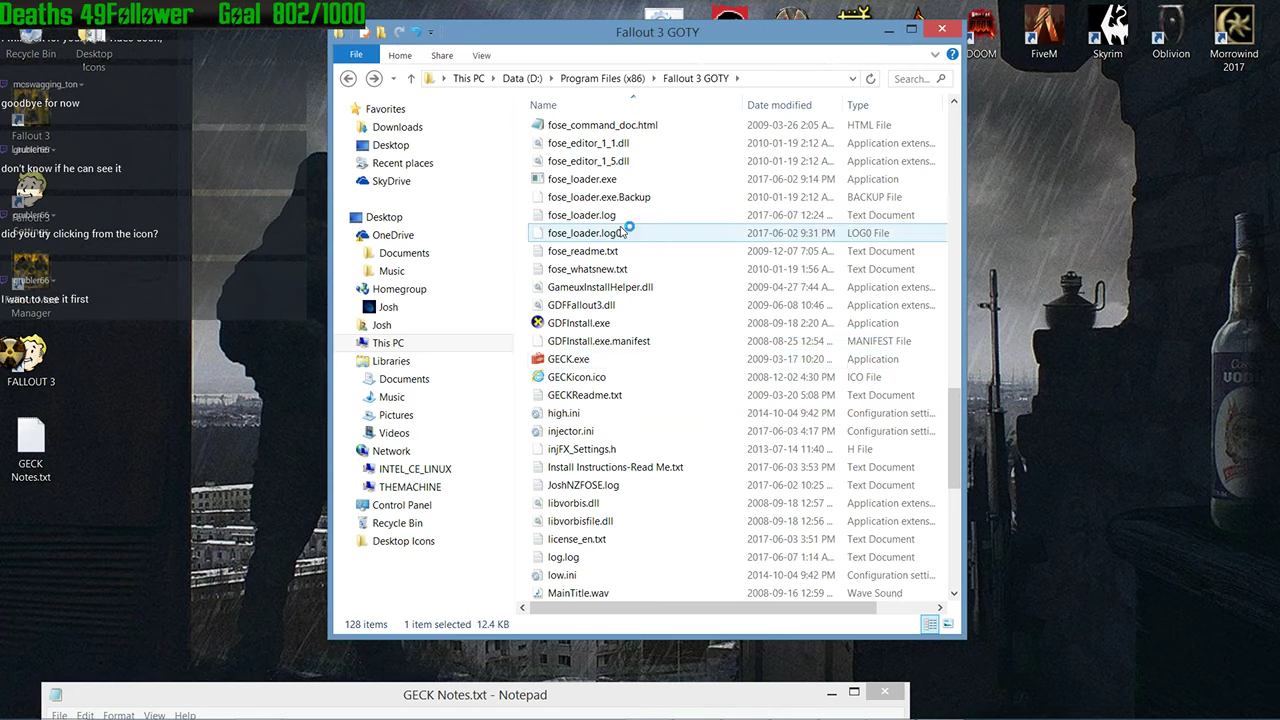 Deaths 49Follower Goal 802/1000
Recycle Bin
Desktop Icons
mcswagging_ton
goodbye for now
Fallout 3
don't know if he can see it
did you try clicking from the icon?
I want to see it first
Manager
FALLOUT 3
GECK Notes.txt
DOOM
FiveM
Skyrim
Oblivion
Morrowind 2017
Fallout 3 GOTY
File Home Share View
This PC Data (D:) Program Files (x86) Fallout 3 GOTY
Search...
Favorites
Downloads
Desktop
Recent places
SkyDrive
Desktop
OneDrive
Documents
Music
Homegroup
Josh
Josh
This PC
Libraries
Documents
Music
Pictures
Videos
Network
INTEL_CE_LINUX
THEMACHINE
Control Panel
Recycle Bin
Desktop Icons
Name Date modified Type
fose_command_doc.html 2009-03-26 2:05 A... HTML File
fose_editor_1_1.dll 2010-01-19 2:12 A... Application extens...
fose_editor_1_5.dll 2010-01-19 2:12 A... Application extens...
fose_loader.exe 2017-06-02 9:14 PM Application
fose_loader.exe.Backup 2010-01-19 2:12 A... BACKUP File
fose_loader.log 2017-06-07 12:24 ... Text Document
fose_loader.log0 2017-06-02 9:31 PM LOG0 File
fose_readme.txt 2009-12-07 7:05 A... Text Document
fose_whatsnew.txt 2010-01-19 1:56 A... Text Document
GameuxInstallHelper.dll 2009-04-27 7:44 A... Application extens...
GDFFallout3.dll 2009-06-08 10:46 ... Application extens...
GDFInstall.exe 2008-09-18 2:20 A... Application
GDFInstall.exe.manifest 2008-08-25 12:54 ... MANIFEST File
GECK.exe 2009-03-17 10:20 ... Application
GECKicon.ico 2008-12-02 4:30 PM ICO File
GECKReadme.txt 2009-03-20 5:08 PM Text Document
high.ini 2014-10-04 9:42 PM Configuration setti...
injector.ini 2017-06-03 4:17 PM Configuration setti...
injFX_Settings.h 2013-07-14 11:40 ... H File
Install Instructions-Read Me.txt 2017-06-03 3:53 PM Text Document
JoshNZFOSE.log 2017-06-02 10:25 ... Text Document
libvorbis.dll 2008-09-18 12:57 ... Application extens...
libvorbisfile.dll 2008-09-18 12:56 ... Application extens...
license_en.txt 2017-06-03 3:51 PM Text Document
log.log 2017-06-07 1:14 A... Text Document
low.ini 2014-10-04 9:42 PM Configuration setti...
MainTitle.wav 2008-09-16 12:59 ... Wave Sound
128 items 1 item selected 12.4 KB
GECK Notes.txt - Notepad
File Edit Format View Help